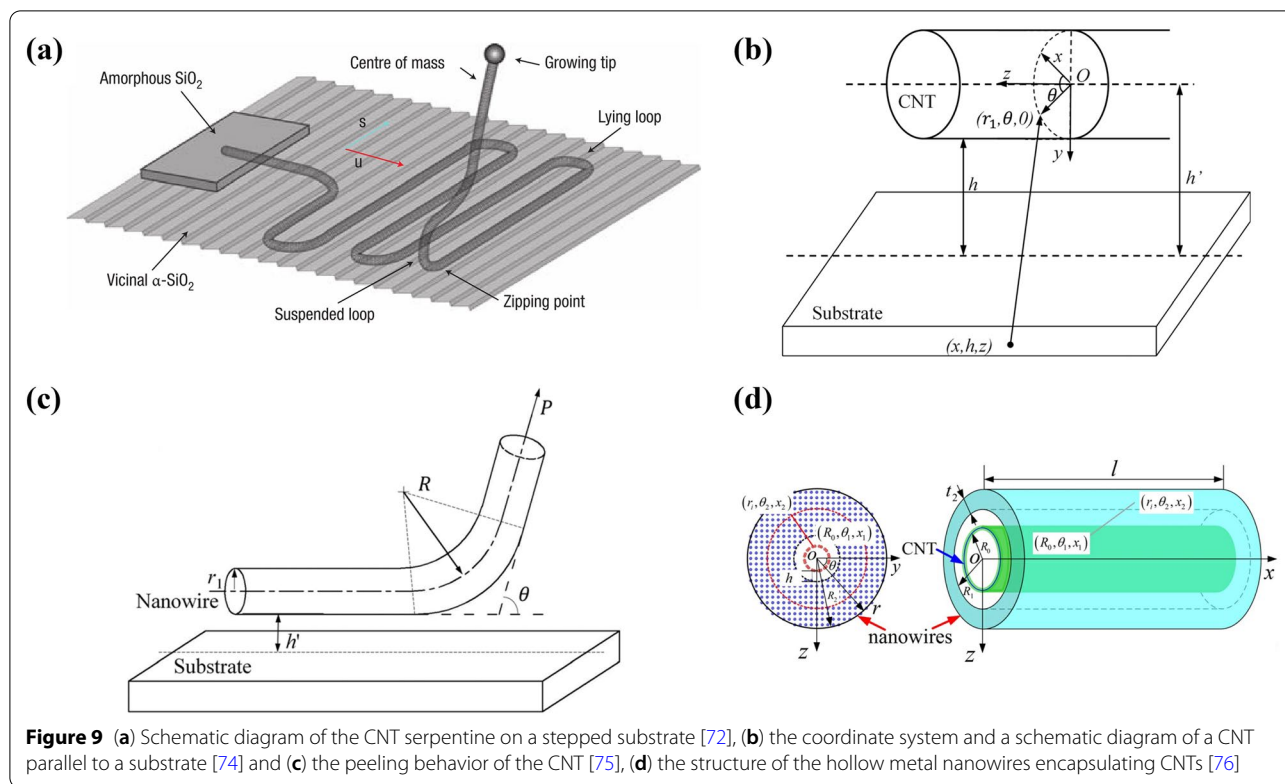 (a)
Amorphous SiO₂
Centre of mass
Growing tip
Lying loop
s
u
Vicinal α-SiO₂
Suspended loop
Zipping point
(b)
CNT
z
x
O
θ
(r₁,θ,0)
y
h
h'
Substrate
(x,h,z)
(c)
P
R
r₁
Nanowire
θ
h'
Substrate
(d)
(rᵢ,θ₂,x₂)
(R₀,θ₁,x₁)
o
θ
y
h
R₂
r
nanowires
z
l
t₂
(rᵢ,θ₂,x₂)
(R₀,θ₁,x₁)
CNT
R₀
O
R₁
x
z
Figure 9 (a) Schematic diagram of the CNT serpentine on a stepped substrate [72], (b) the coordinate system and a schematic diagram of a CNT
parallel to a substrate [74] and (c) the peeling behavior of the CNT [75], (d) the structure of the hollow metal nanowires encapsulating CNTs [76]